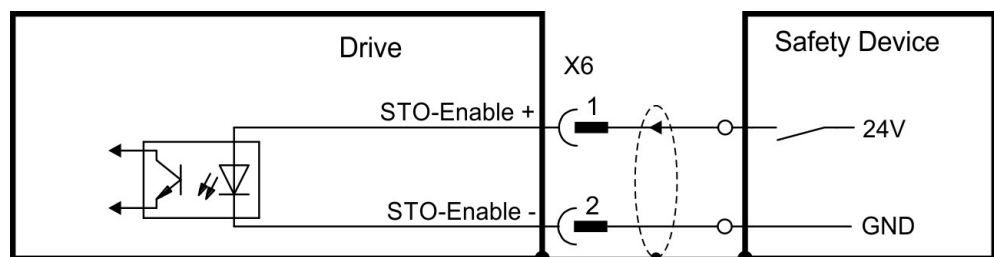 Drive
Safety Device
X6
STO-Enable +
1
24V
STO-Enable -
2
GND